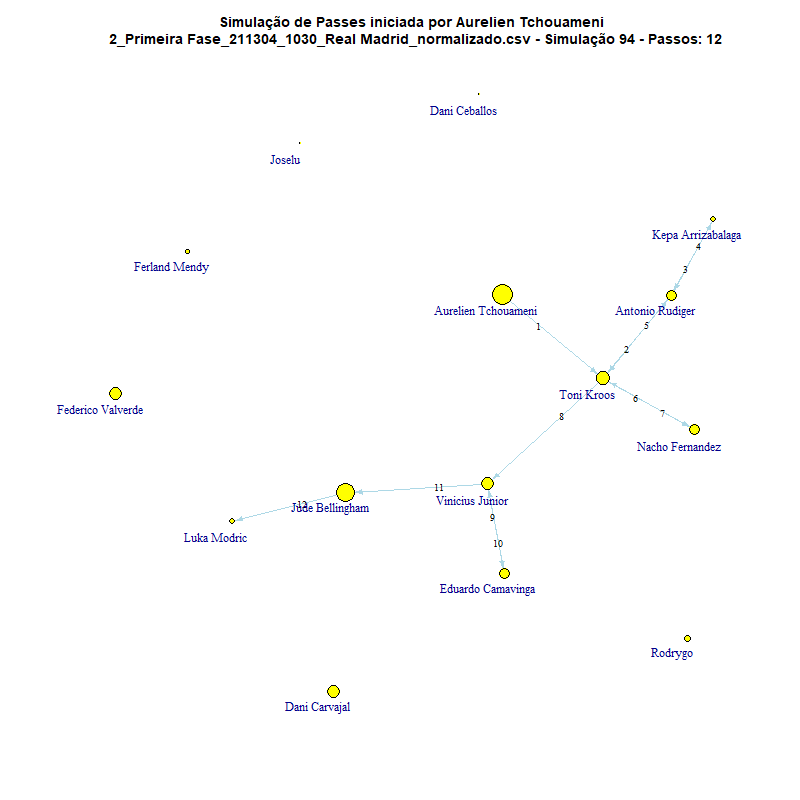 Simulação de Passes iniciada por Aurelien Tchouameni
2_Primeira Fase_211304_1030_Real Madrid_normalizado.csv - Simulação 94 - Passos: 12
Dani Ceballos
Joselu
Kepa Arrizabalaga
4
Ferland Mendy
3
Aurelien Tchouameni
Antonio Rudiger
1
5
2
Toni Kroos
6
Federico Valverde
7
8
Nacho Fernandez
11
Vinicius Junior
12
Jude Bellingham
9
Luka Modric
10
Eduardo Camavinga
Rodrygo
Dani Carvajal